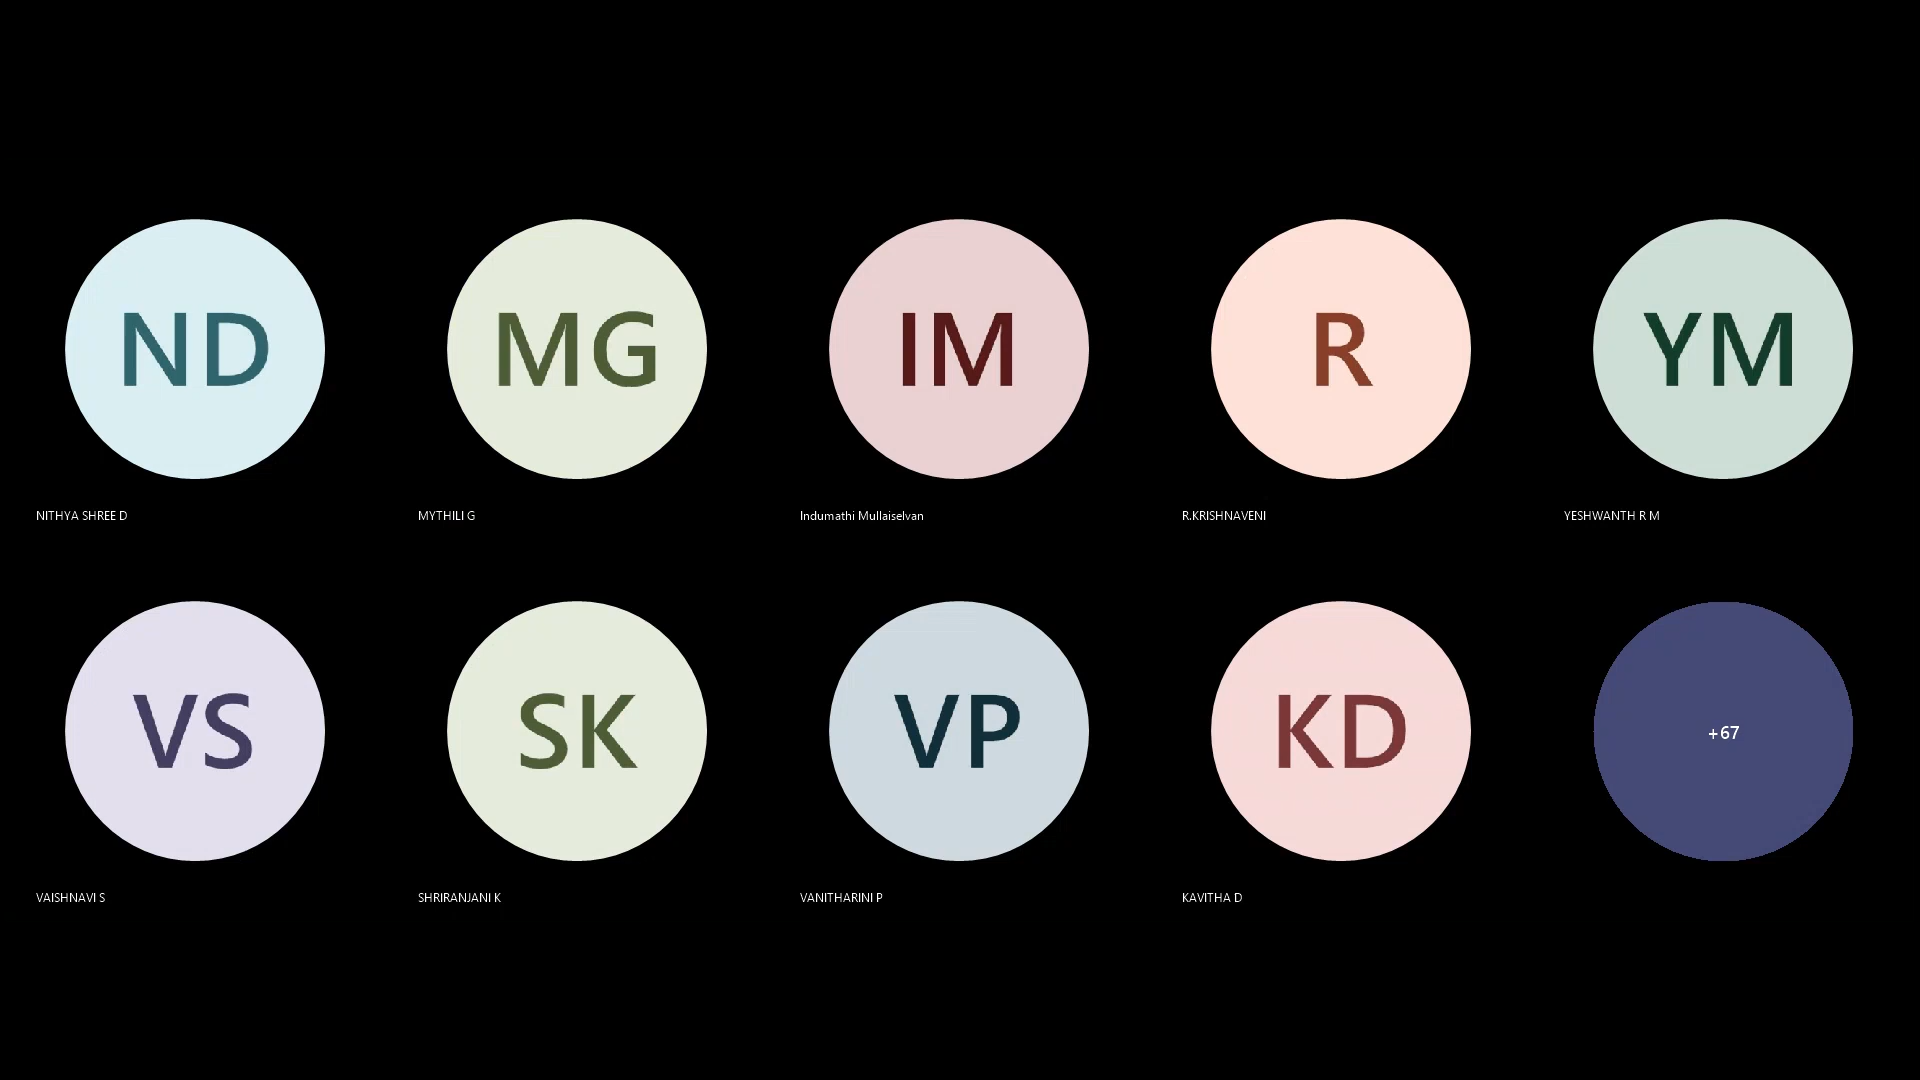 ND
MG
IM
R
YM
NITHYA SHREE D
MYTHILI G
Indumathi Mullaiselvan
R.KRISHNAVENI
YESHWANTH R M
VS
SK
VP
KD
+67
VAISHNAVI S
SHRIRANJANI K
VANITHARINI P
KAVITHA D